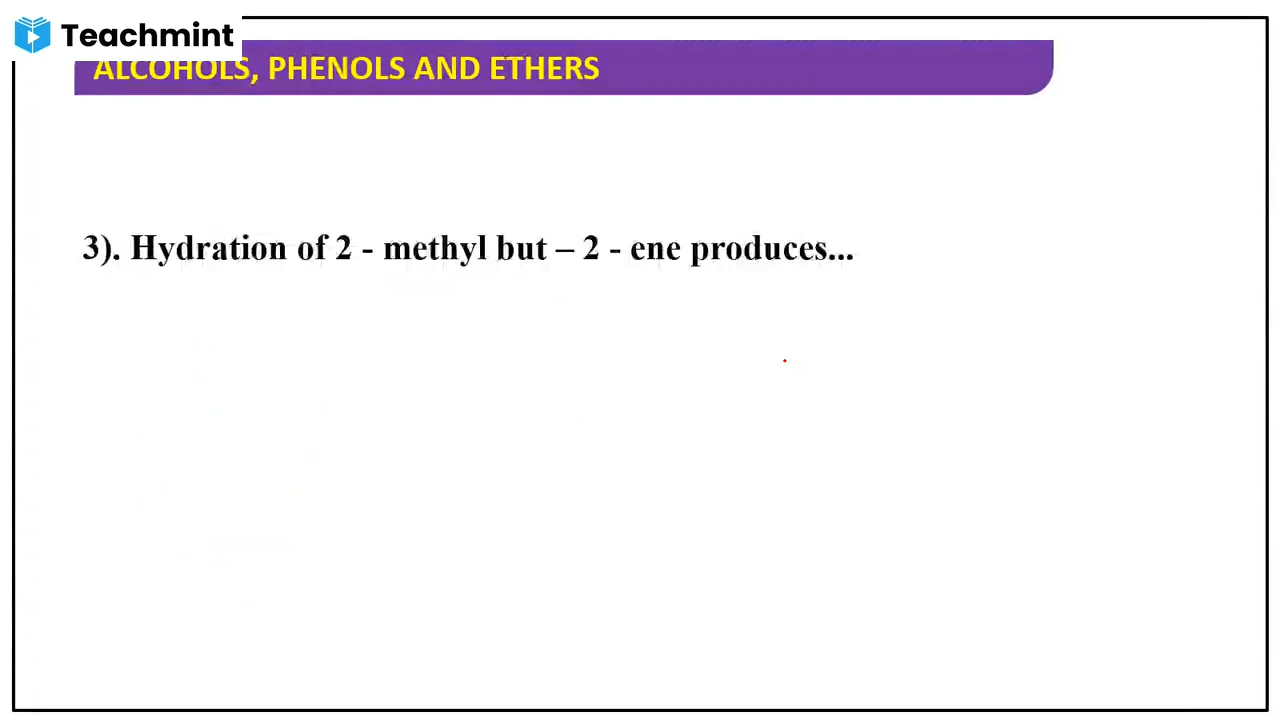 Teachmint
ALCOHOLS, PHENOLS AND ETHERS
3). Hydration of 2 - methyl but – 2 - ene produces...